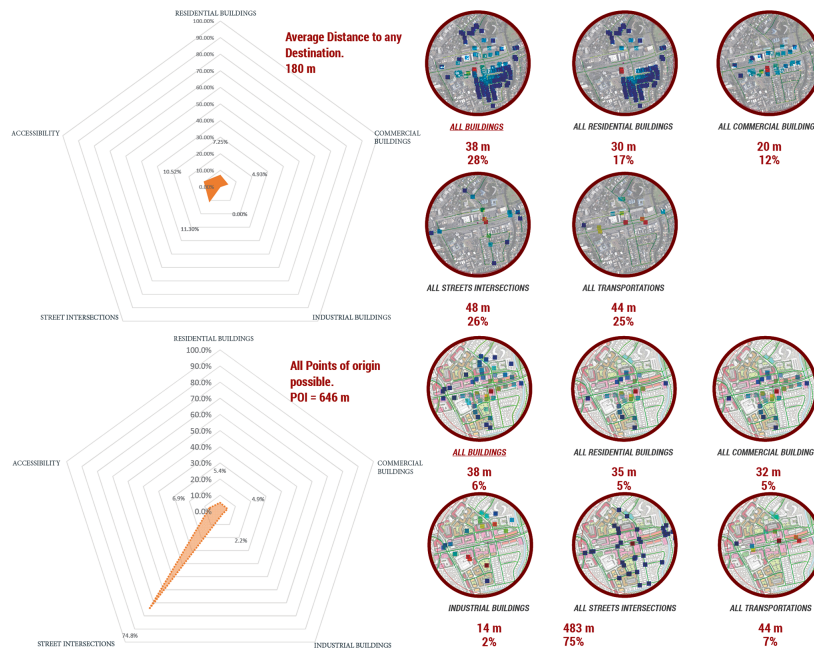 RESIDENTIAL BUILDINGS
100.00%
90.00%
80.00%
70.00%
60.00%
50.00%
40.00%
30.00%
20.00%
10.00%
0.00%
7.25%
6.93%
0.00%
11.30%
10.52%
ACCESSIBILITY
COMMERCIAL
BUILDINGS
STREET INTERSECTIONS
INDUSTRIAL BUILDINGS
Average Distance to any
Destination.
180 m
ALL BUILDINGS
38 m
28%
ALL RESIDENTIAL BUILDINGS
30 m
17%
ALL COMMERCIAL BUILDING
20 m
12%
ALL STREETS INTERSECTIONS
48 m
26%
ALL TRANSPORTATIONS
44 m
25%
RESIDENTIAL BUILDINGS
100.0%
90.0%
80.0%
70.0%
60.0%
50.0%
40.0%
30.0%
20.0%
10.0%
0.0%
5.4%
4.9%
2.2%
74.8%
6.9%
ACCESSIBILITY
COMMERCIAL
BUILDINGS
STREET INTERSECTIONS
INDUSTRIAL BUILDINGS
All Points of origin
possible.
POI = 646 m
ALL BUILDINGS
38 m
6%
ALL RESIDENTIAL BUILDINGS
35 m
5%
ALL COMMERCIAL BUILDING
32 m
5%
INDUSTRIAL BUILDINGS
14 m
2%
ALL STREETS INTERSECTIONS
483 m
75%
ALL TRANSPORTATIONS
44 m
7%